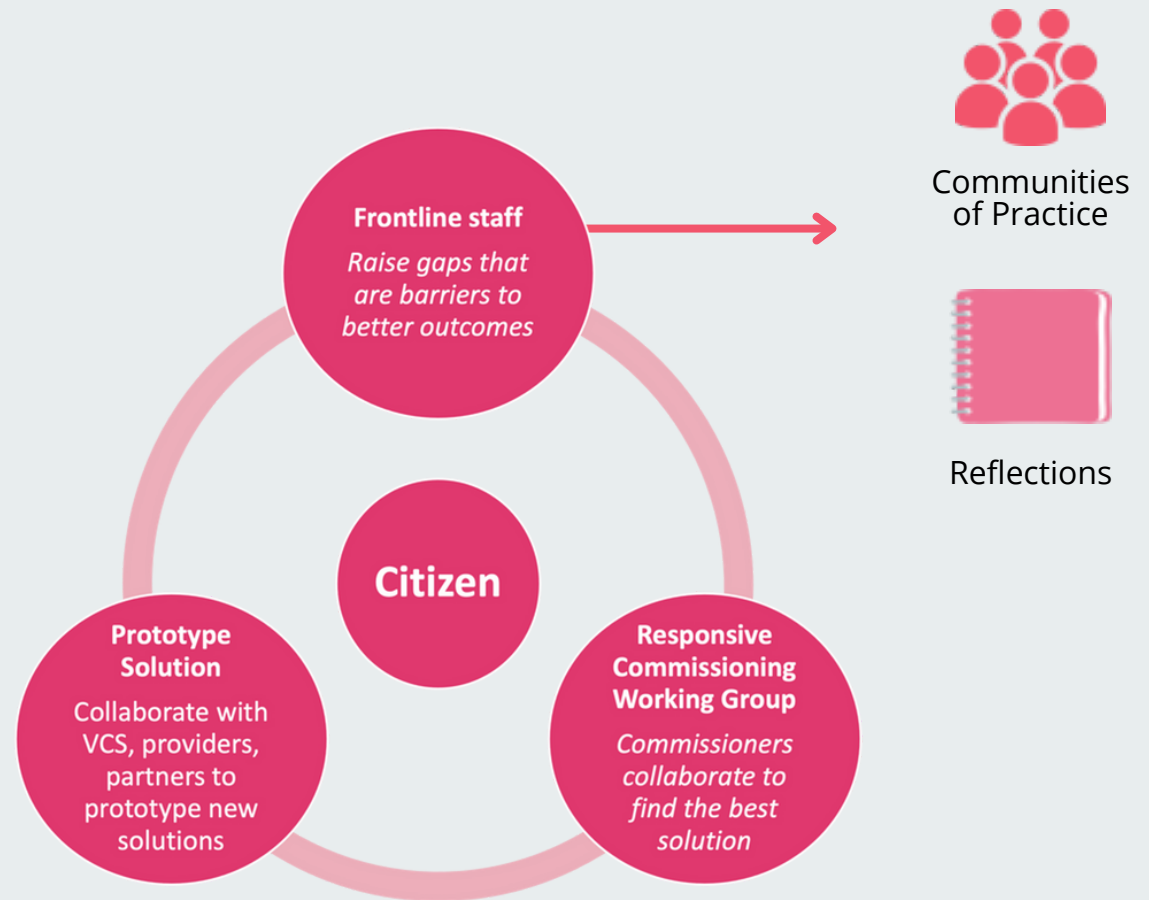 Communities
of Practice
Reflections
Frontline staff
Raise gaps that
are barriers to
better outcomes
Citizen
Prototype
Solution
Collaborate with
VCS, providers,
partners to
prototype new
solutions
Responsive
Commissioning
Working Group
Commissioners
collaborate to
find the best
solution